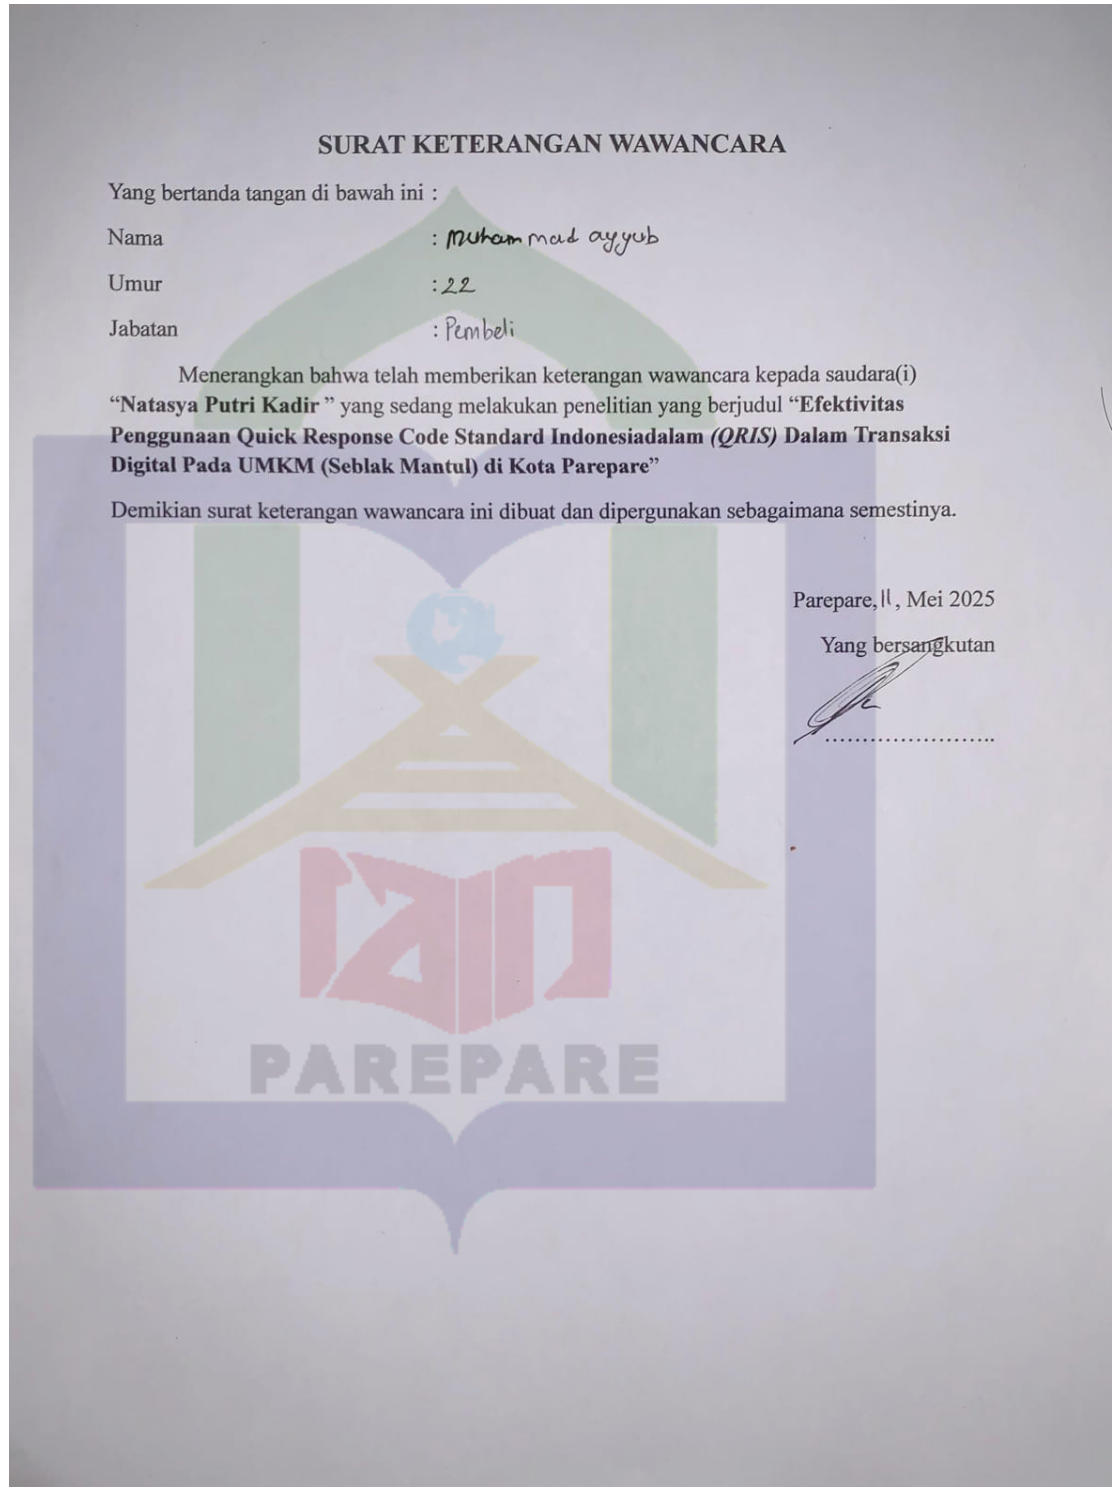 SURAT KETERANGAN WAWANCARA
Yang bertanda tangan di bawah ini :
Nama : Muhammad ayyub
Umur : 22
Jabatan : Pembeli
Menerangkan bahwa telah memberikan keterangan wawancara kepada saudara(i)
“Natasya Putri Kadir ” yang sedang melakukan penelitian yang berjudul “Efektivitas
Penggunaan Quick Response Code Standard Indonesiadalam (QRIS) Dalam Transaksi
Digital Pada UMKM (Seblak Mantul) di Kota Parepare”
Demikian surat keterangan wawancara ini dibuat dan dipergunakan sebagaimana semestinya.
Parepare, 11, Mei 2025
Yang bersangkutan
.......................
iain
PAREPARE